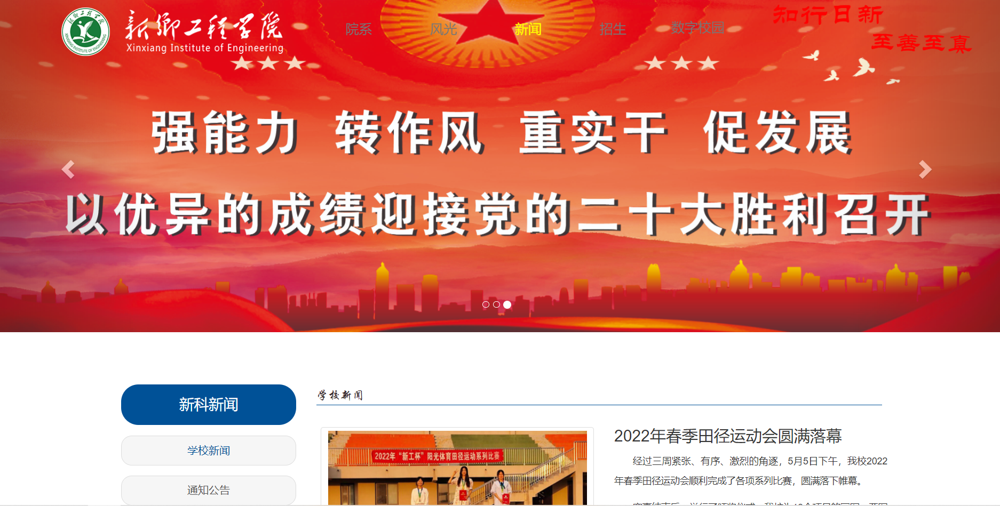 新乡工程学院
Xinxiang Institute of Engineering
院系 风光 新闻 招生 数字校园
知行日新
至善至真
强能力 转作风 重实干 促发展
以优异的成绩迎接党的二十大胜利召开
新科新闻
学校新闻
通知公告
学校新闻
2022年“新工杯”阳光体育田径运动系列比赛
2022年春季田径运动会圆满落幕
经过三周紧张、有序、激烈的角逐，5月5日下午，我校2022
年春季田径运动会顺利完成了各项系列比赛，圆满落下帷幕。